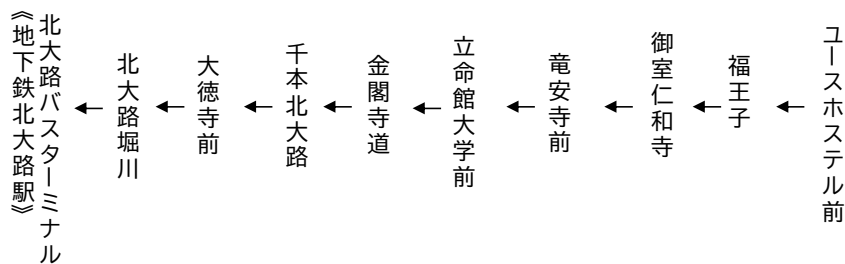 ユースホステル前
福王子
御室仁和寺
竜安寺前
立命館大学前
金閣寺道
千本北大路
大徳寺前
北大路堀川
北大路バスターミナル
《地下鉄北大路駅》